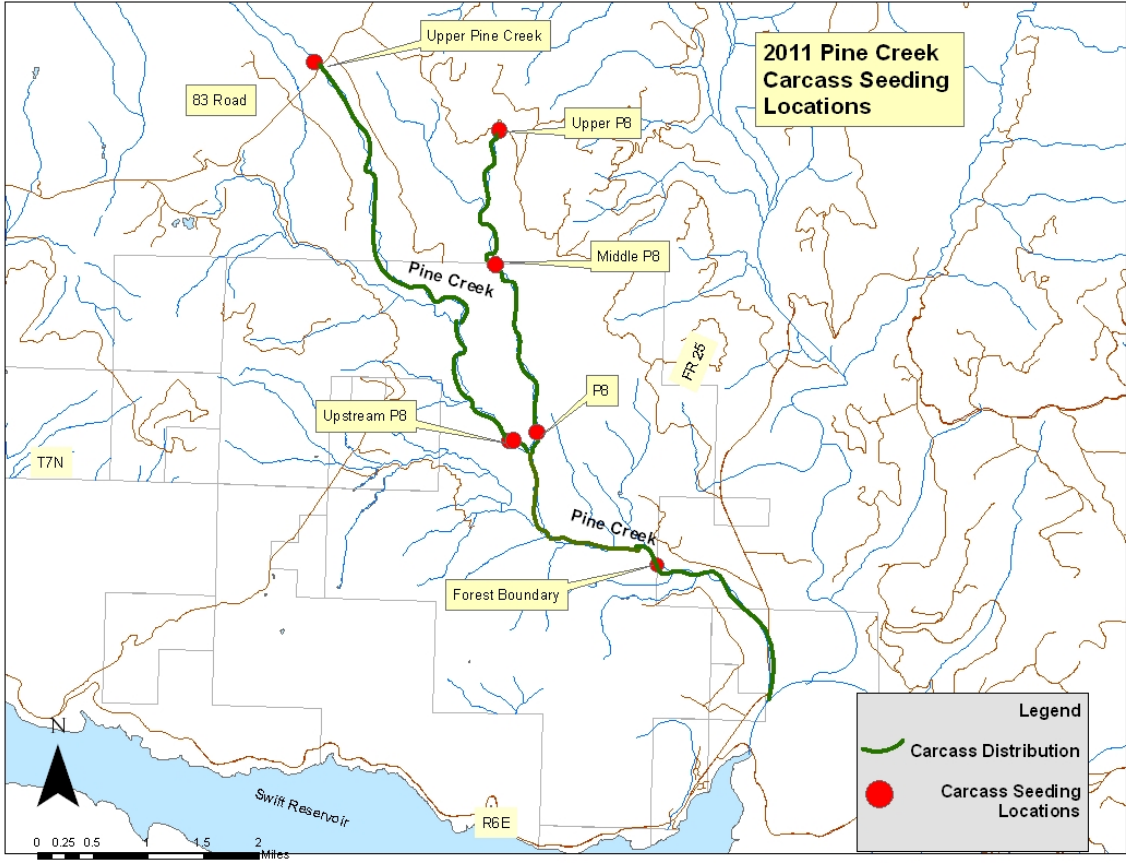 Upper Pine Creek
2011 Pine Creek
Carcass Seeding
Locations
83 Road
Upper P8
Middle P8
Pine Creek
FR 25
P8
Upstream P8
T7N
Pine Creek
Forest Boundary
Legend
Carcass Distribution
Carcass Seeding
Locations
N
Swift Reservoir
R6E
0 0.25 0.5 1 1.5 2
Miles